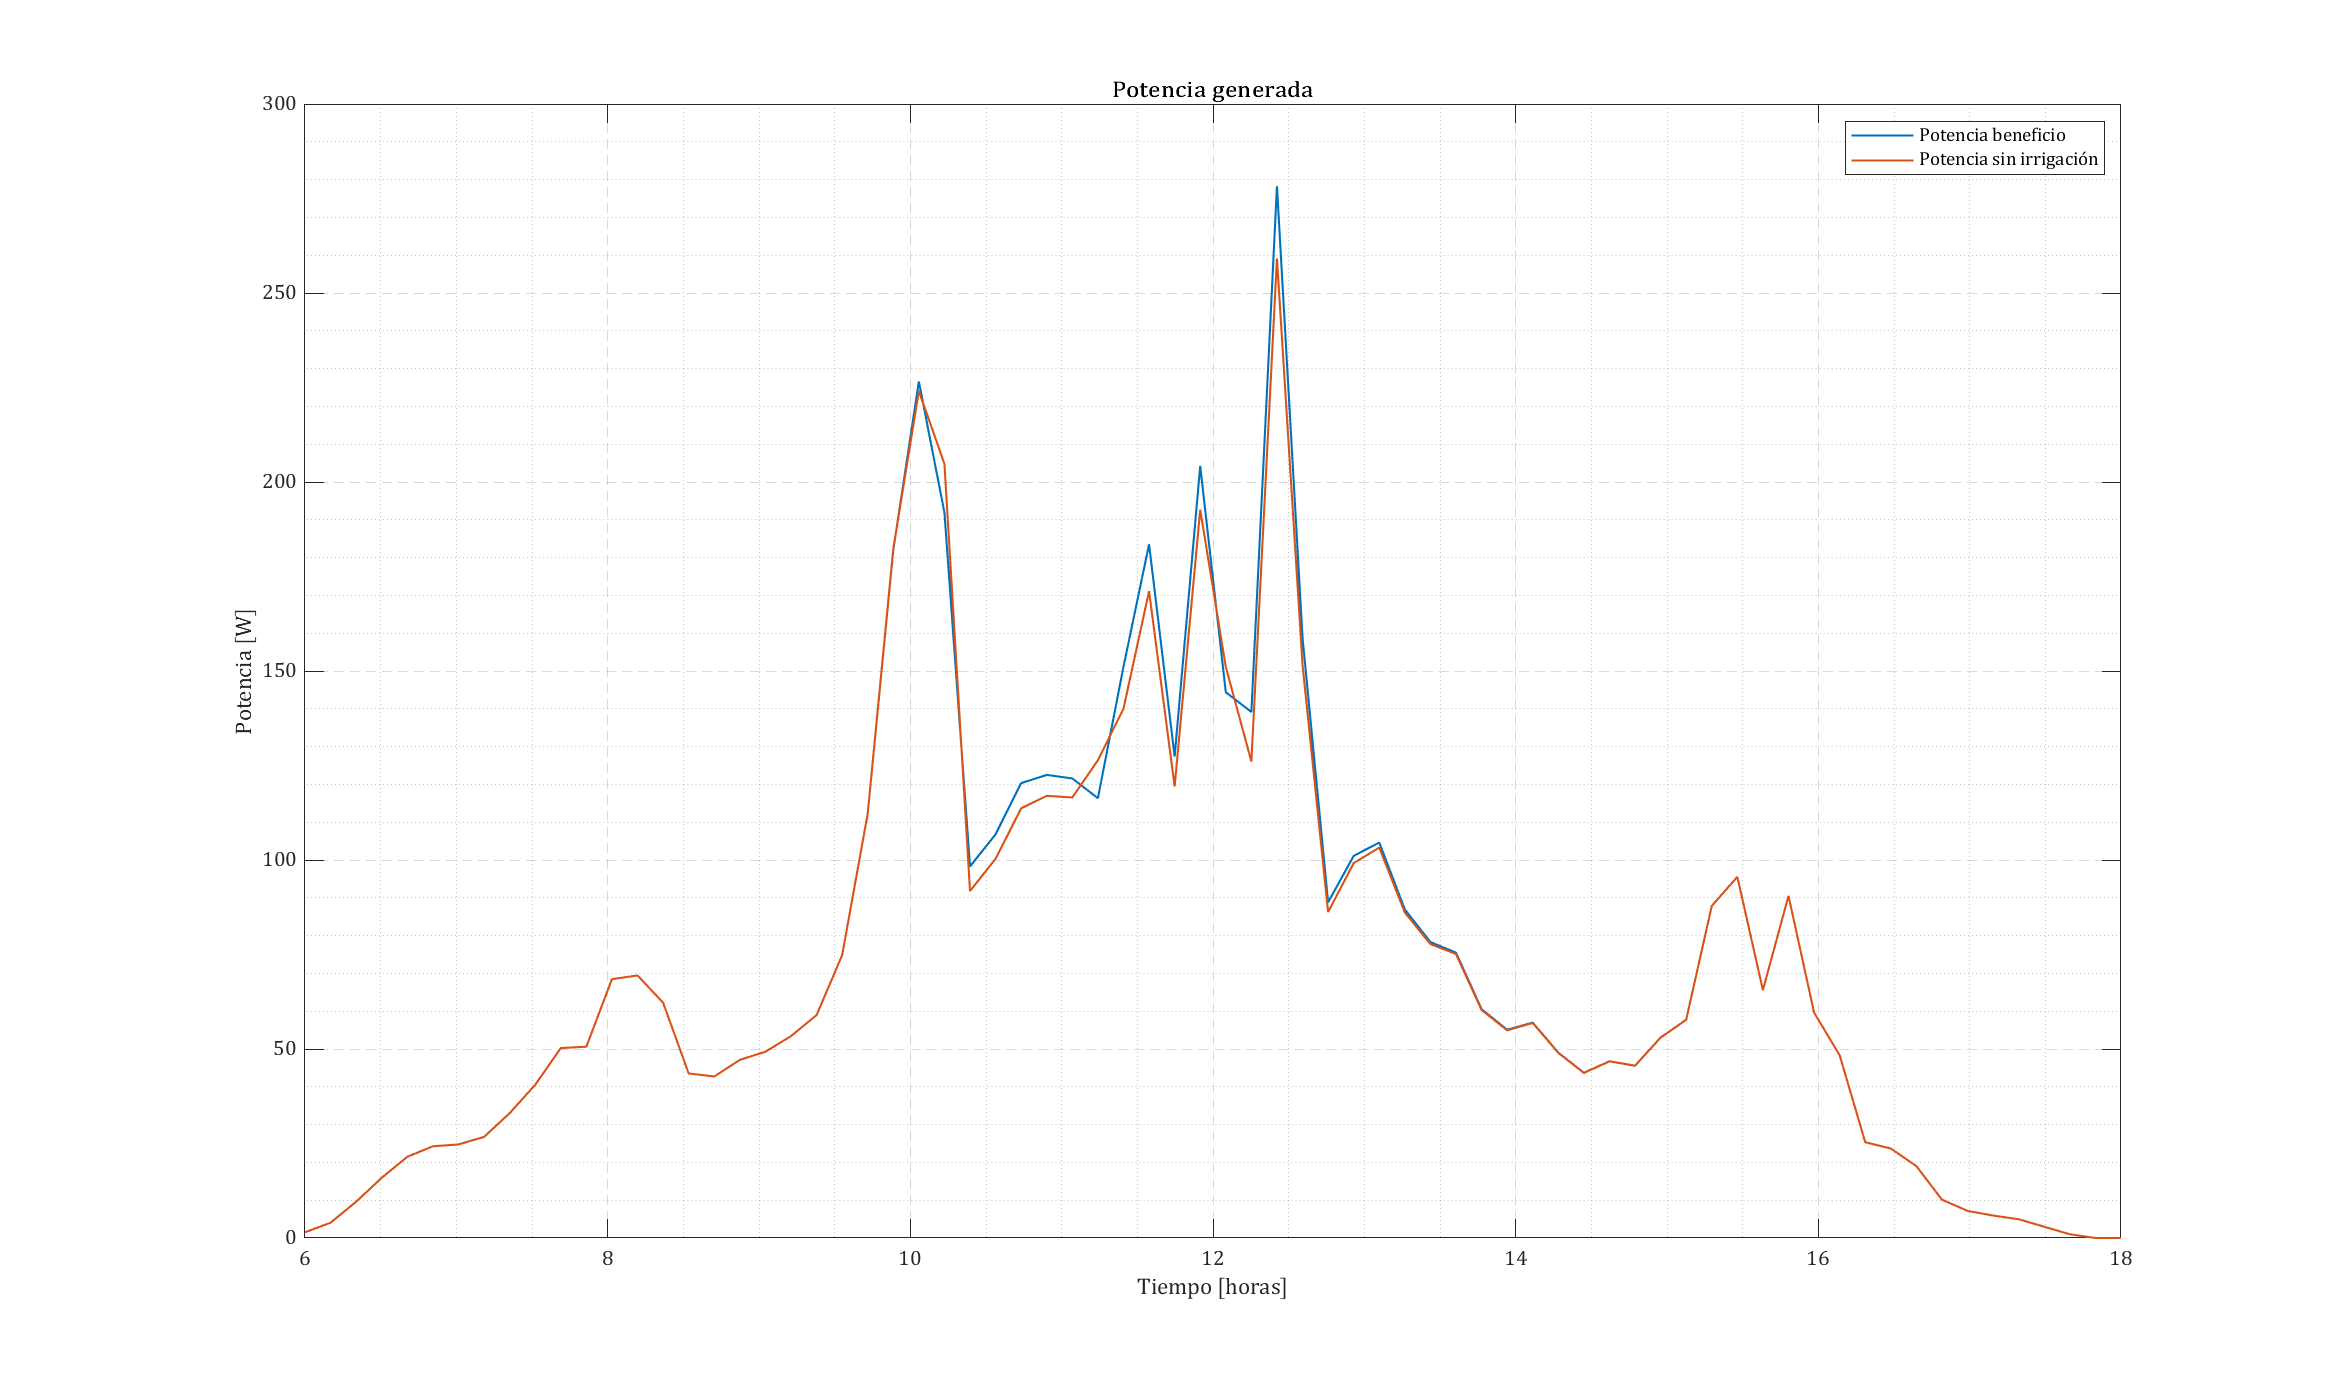 Potencia generada
300
250
200
150
100
50
0
Potencia [W]
Potencia beneficio
Potencia sin irrigación
6 8 10 12 14 16 18
Tiempo [horas]